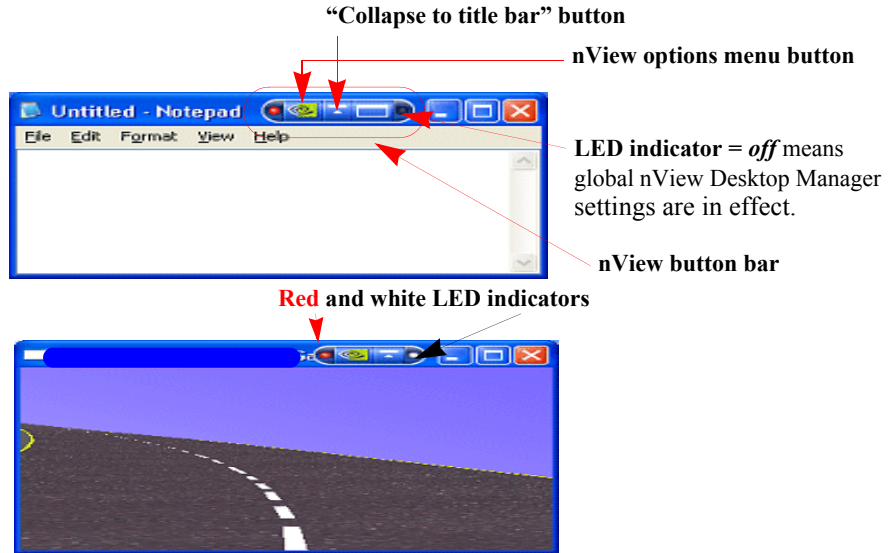 “Collapse to title bar” button
nView options menu button
Untitled - Notepad
File Edit Format View Help
LED indicator = off means
global nView Desktop Manager
settings are in effect.
nView button bar
Red and white LED indicators